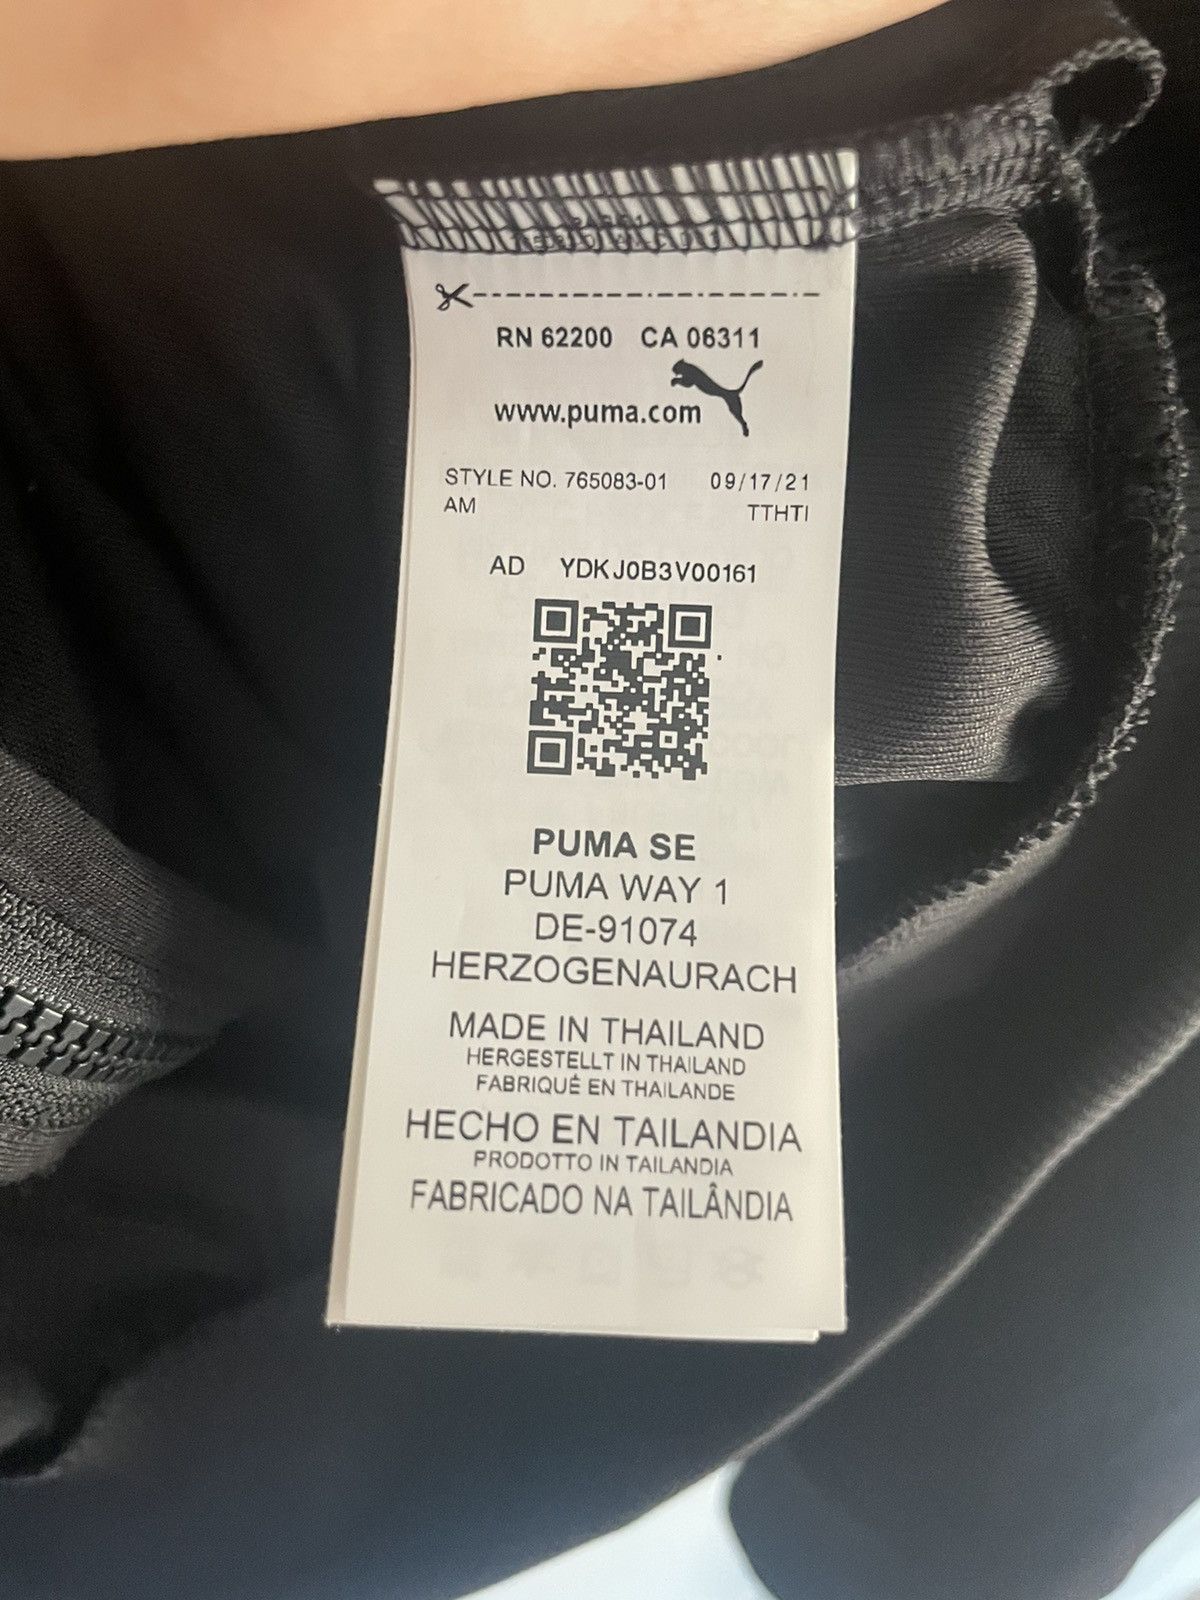 RN 62200 CA 06311
www.puma.com
STYLE NO. 765083-01 09/17/21
AM TTHTI
AD YDKJ0B3V00161
PUMA SE
PUMA WAY 1
DE-91074
HERZOGENAURACH
MADE IN THAILAND
HERGESTELLT IN THAILAND
FABRIQUÉ EN THAILANDE
HECHO EN TAILANDIA
PRODOTTO IN TAILANDIA
FABRICADO NA TAILÂNDIA